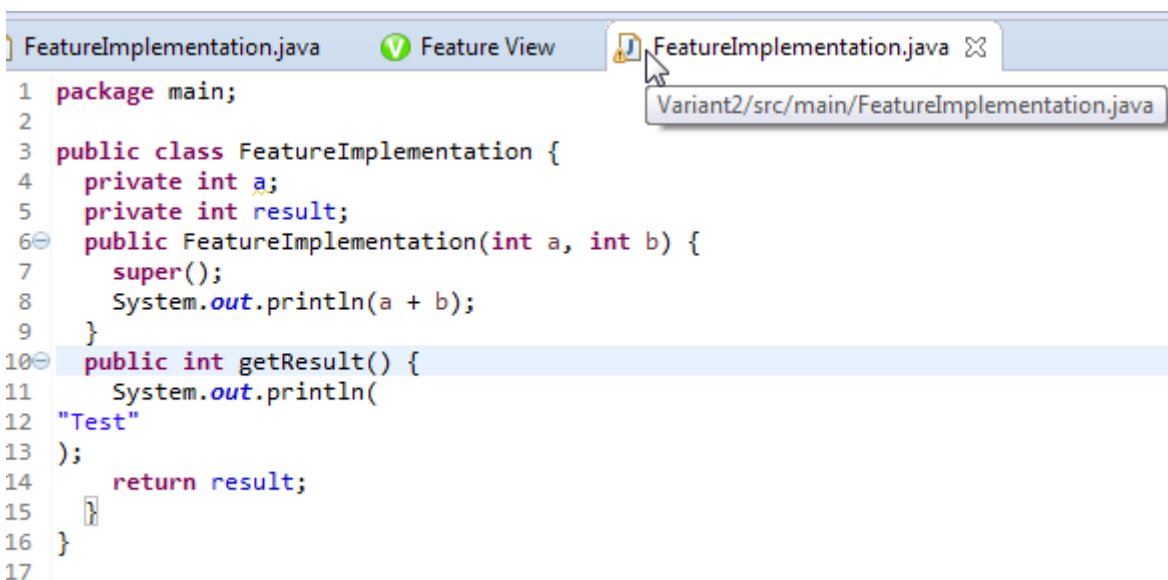 FeatureImplementation.java Feature View FeatureImplementation.java
Variant2/src/main/FeatureImplementation.java
1 package main;
2
3 public class FeatureImplementation {
4 private int a;
5 private int result;
6 public FeatureImplementation(int a, int b) {
7 super();
8 System.out.println(a + b);
9 }
10 public int getResult() {
11 System.out.println(
12 "Test"
13 );
14 return result;
15 }
16 }
17